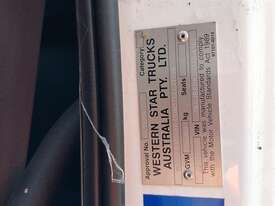 Approval No.
Category
WESTERN STAR TRUCKS
AUSTRALIA PTY. LTD.
GVM
kg
Seats
VIN
This vehicle was manufactured to comply
with the Motor Vehicle Standards Act 1989